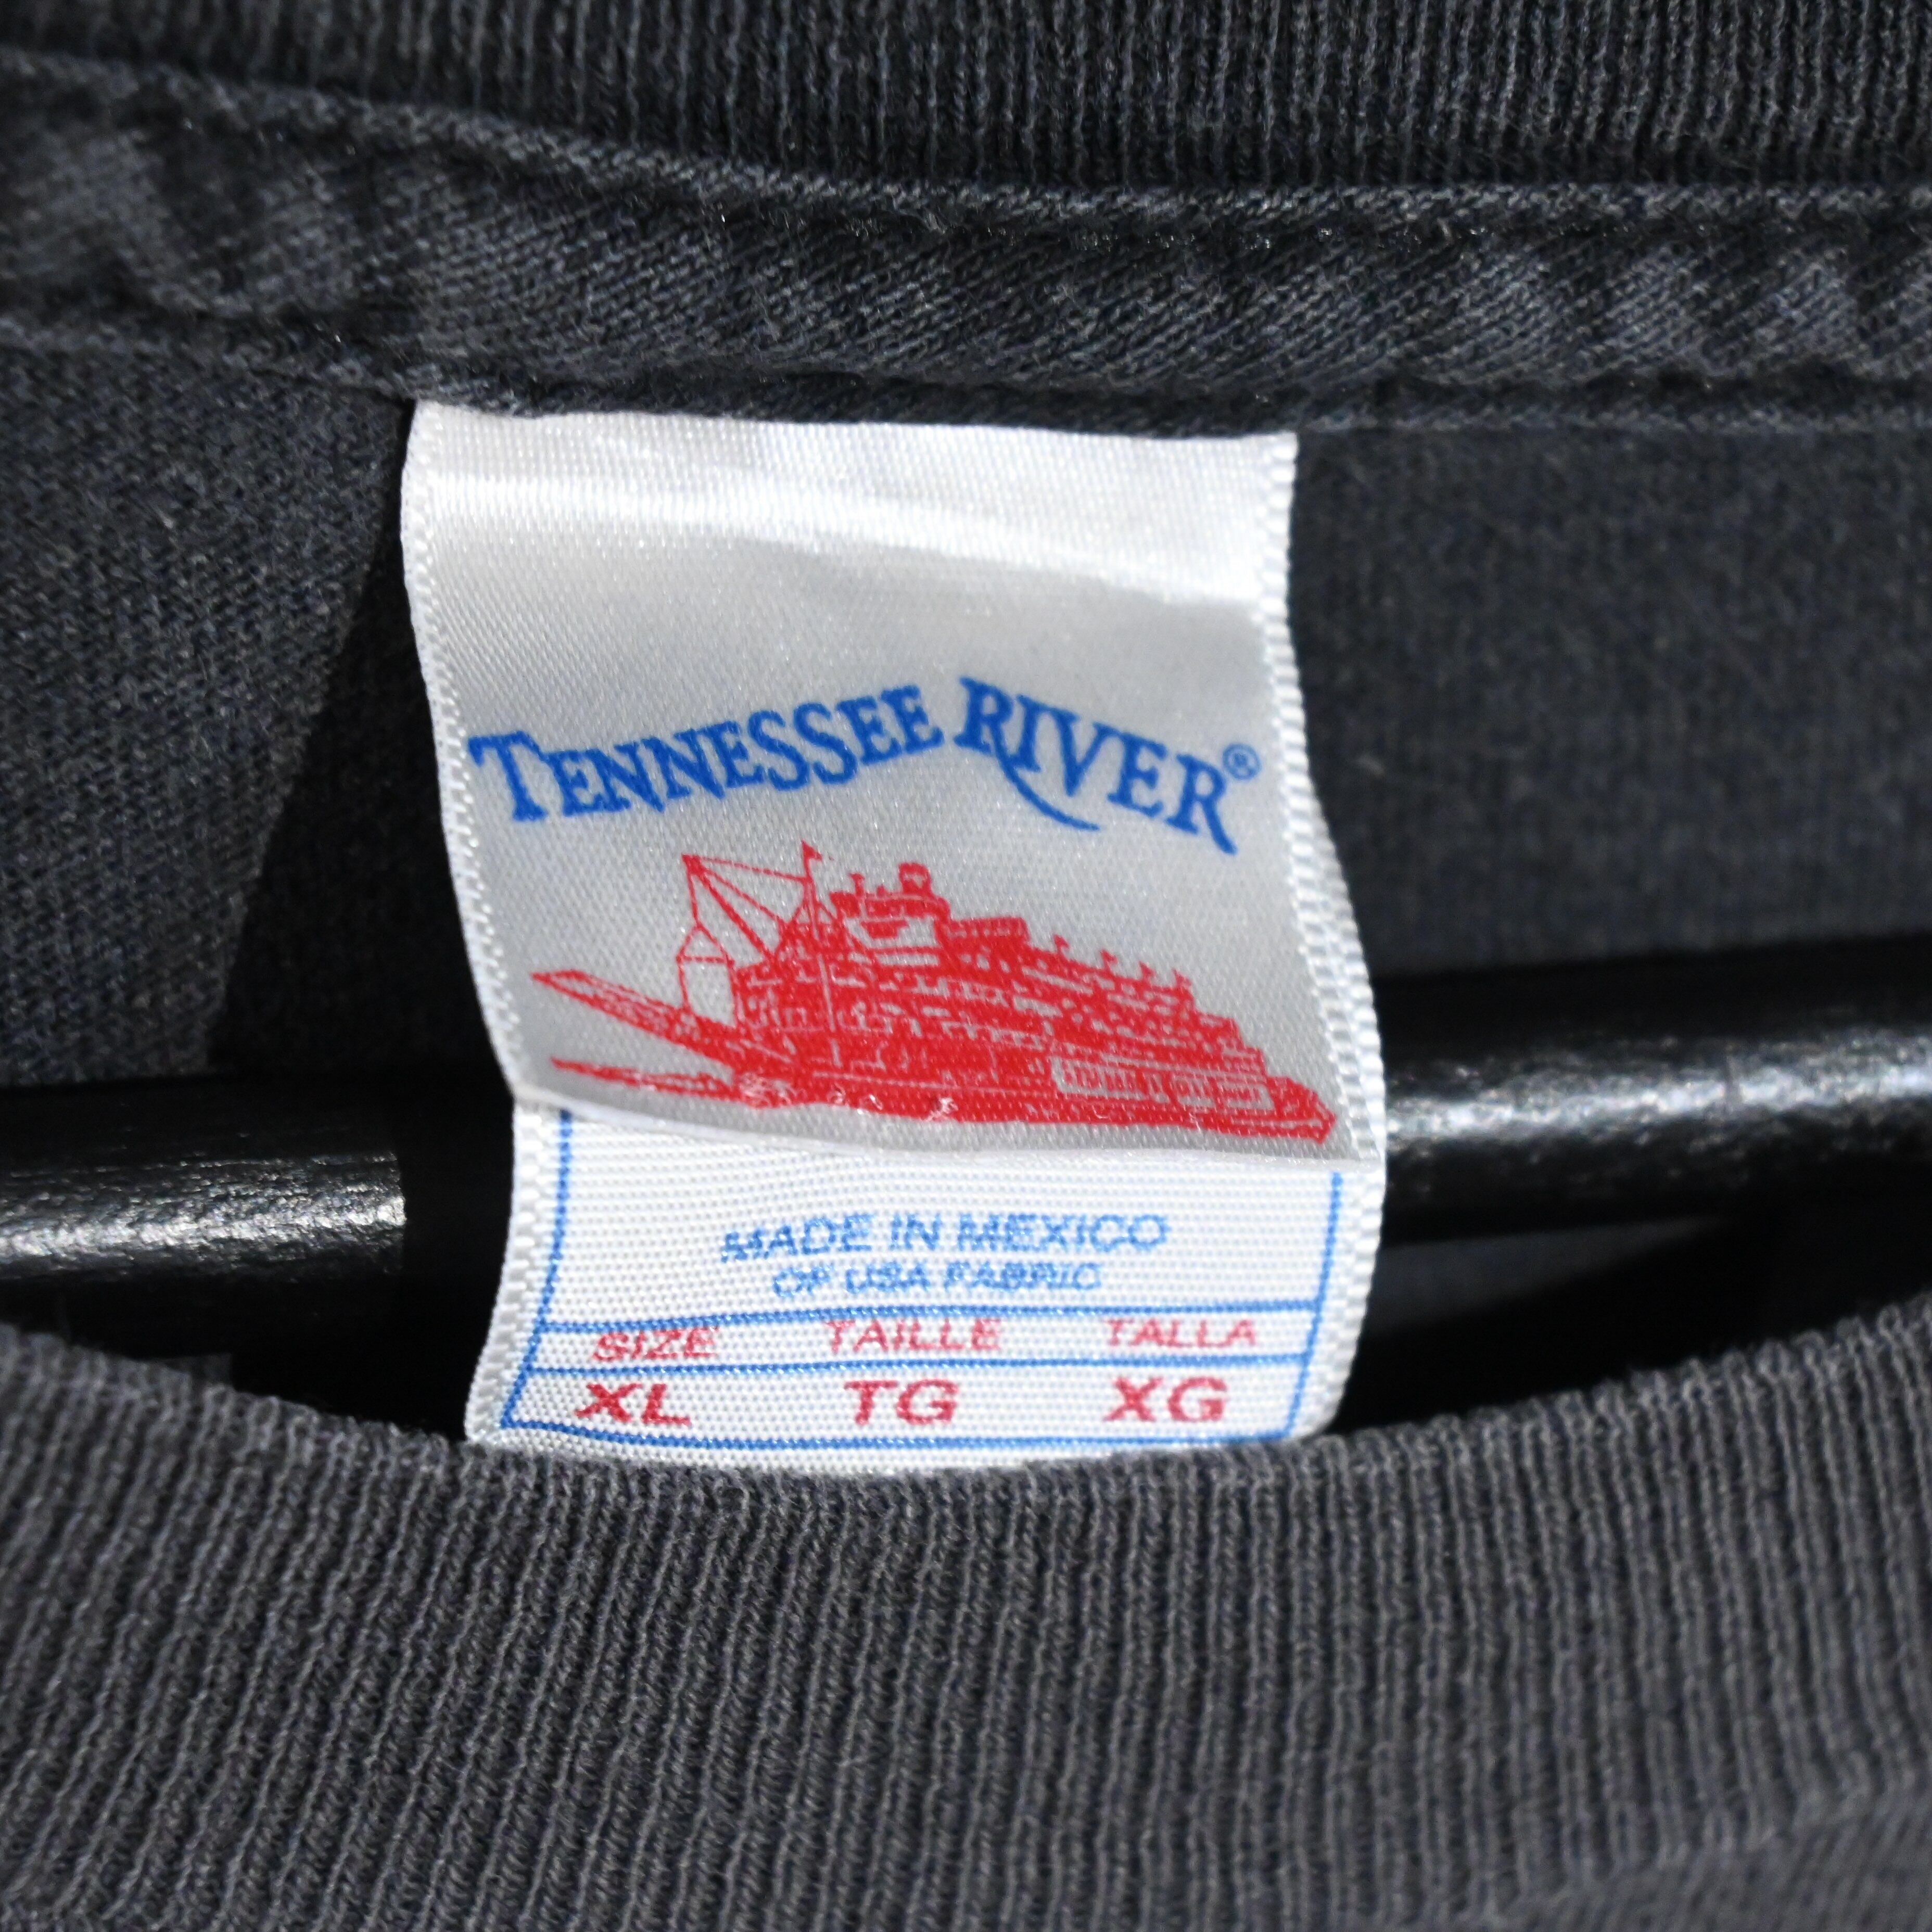 TENNESSEE RIVER®
MADE IN MEXICO
OF USA FABRIC
SIZE TAILLE TALLA
XL TG XG